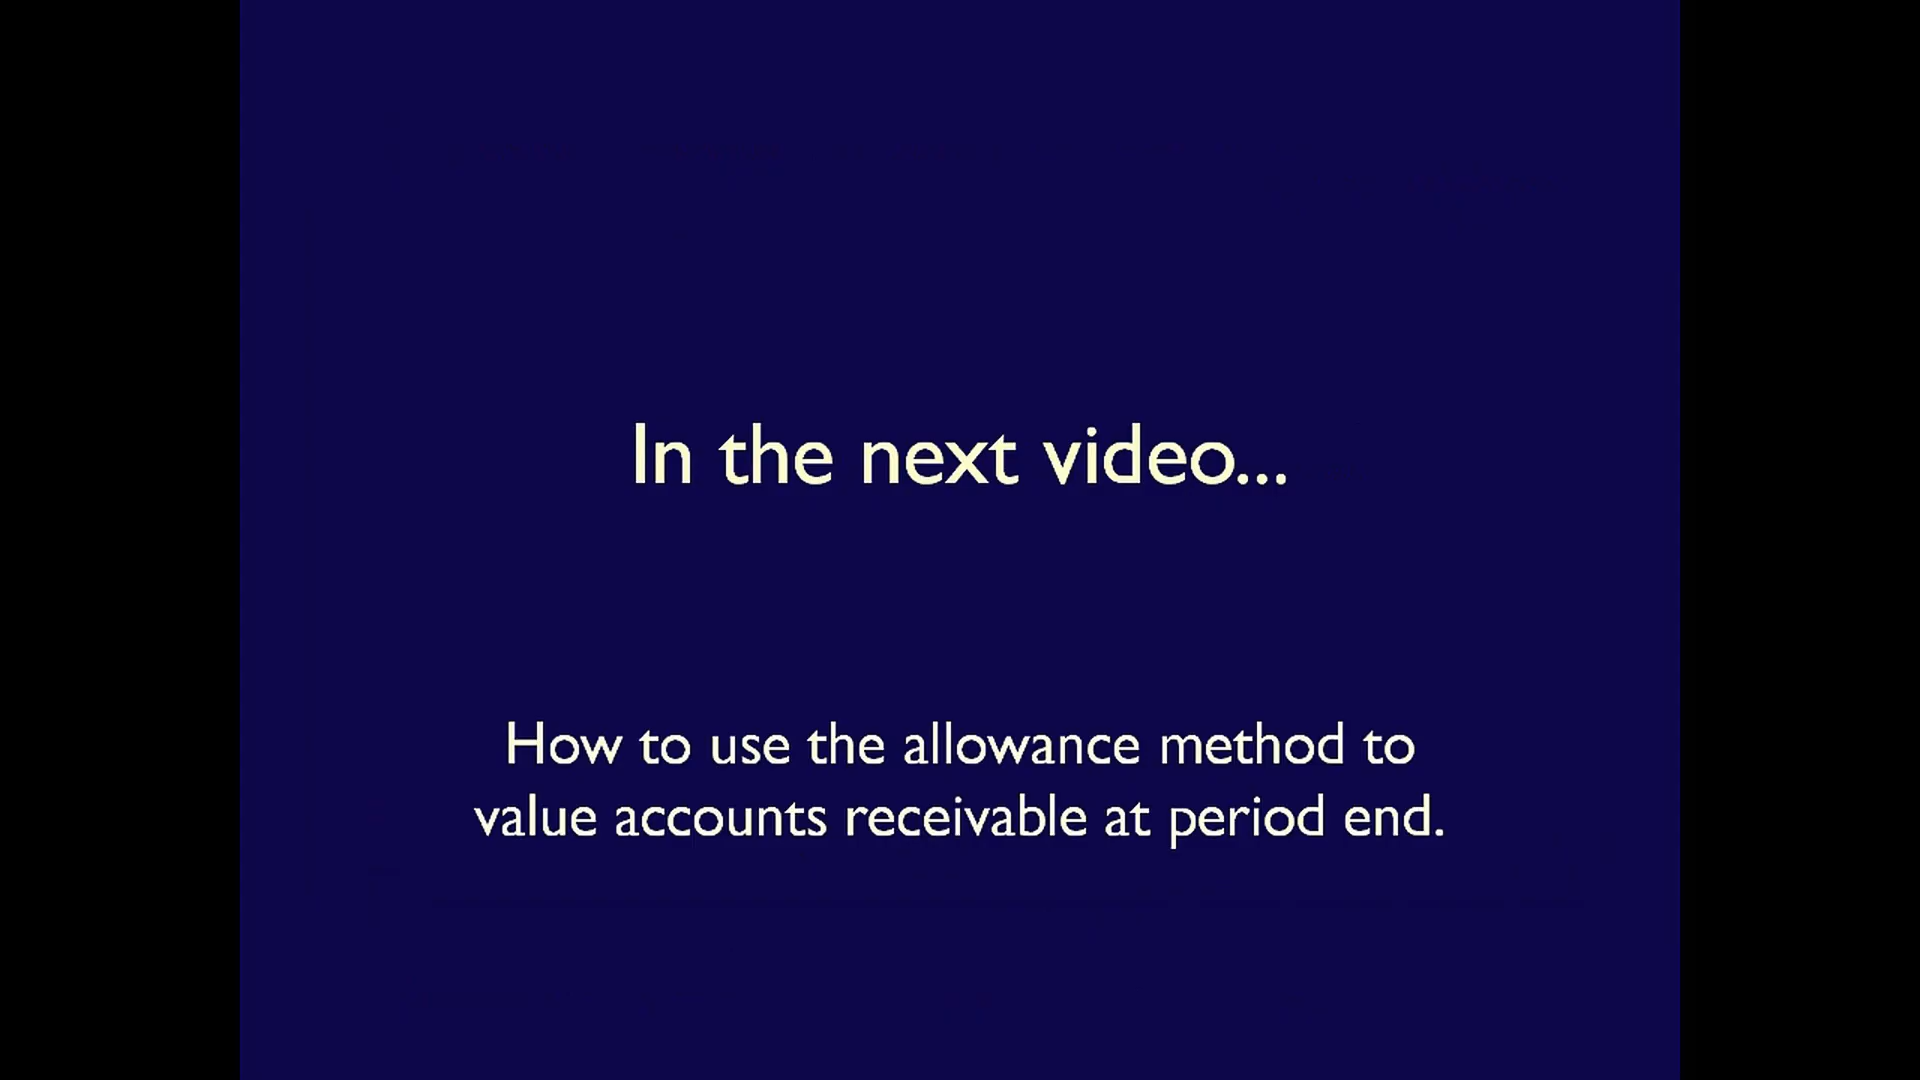 In the next video...
How to use the allowance method to
value accounts receivable at period end.